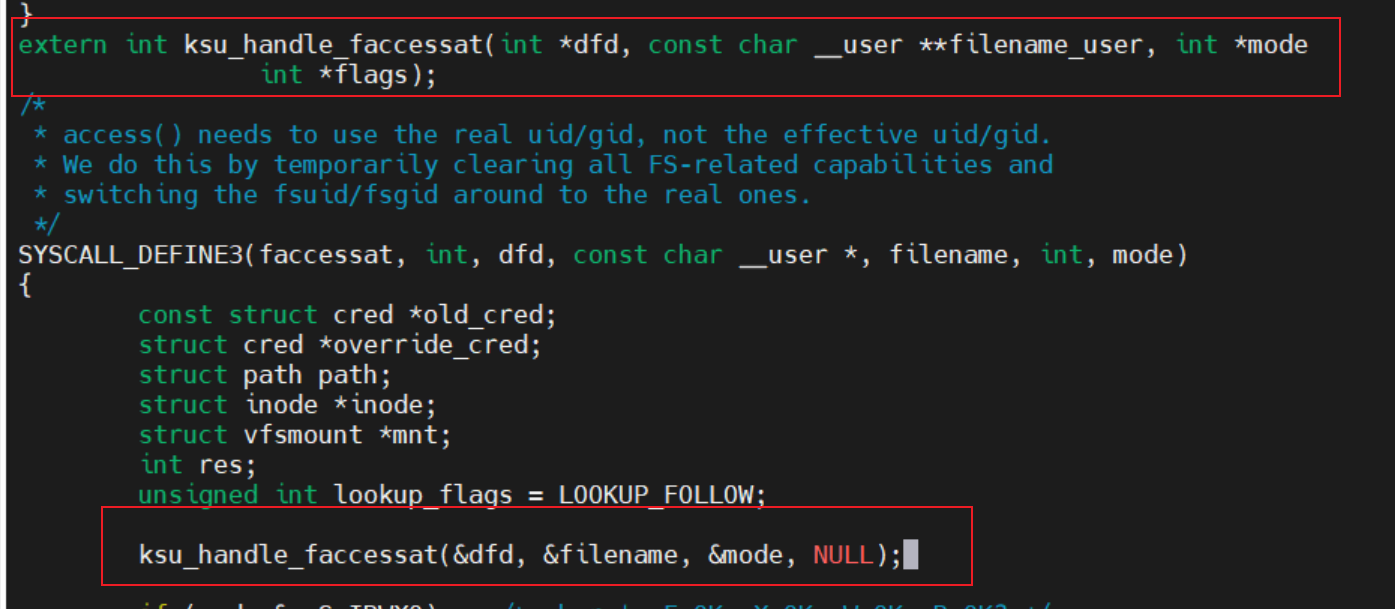 }
extern int ksu_handle_faccessat(int *dfd, const char __user **filename_user, int *mode
int *flags);
/*
* access() needs to use the real uid/gid, not the effective uid/gid.
* We do this by temporarily clearing all FS-related capabilities and
* switching the fsuid/fsgid around to the real ones.
*/
SYSCALL_DEFINE3(faccessat, int, dfd, const char __user *, filename, int, mode)
{
const struct cred *old_cred;
struct cred *override_cred;
struct path path;
struct inode *inode;
struct vfsmount *mnt;
int res;
unsigned int lookup_flags = LOOKUP_FOLLOW;
ksu_handle_faccessat(&dfd, &filename, &mode, NULL);